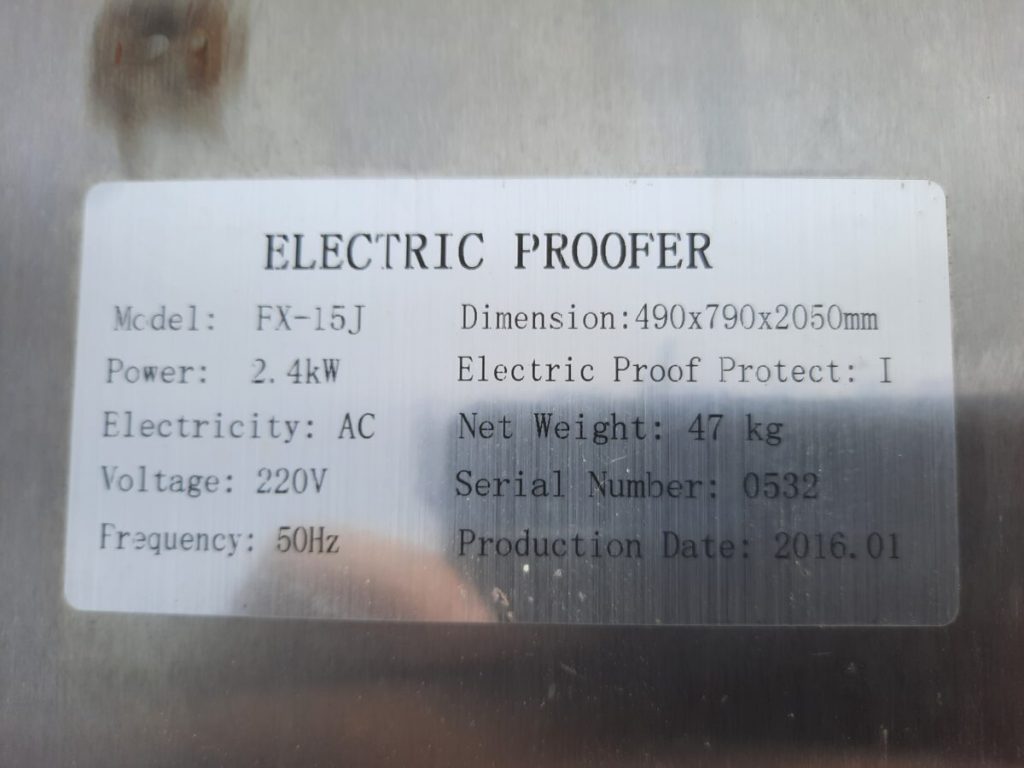 ELECTRIC PROOFER
Model: FX-15J
Dimension:490x790x2050mm
Power: 2.4kW
Electric Proof Protect: I
Electricity: AC
Net Weight: 47 kg
Voltage: 220V
Serial Number: 0532
Frequency: 50Hz
Production Date: 2016.01